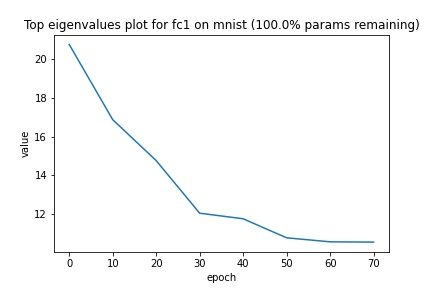 Top eigenvalues plot for fc1 on mnist (100.0% params remaining)
20
18
16
14
12
value
0 10 20 30 40 50 60 70
epoch